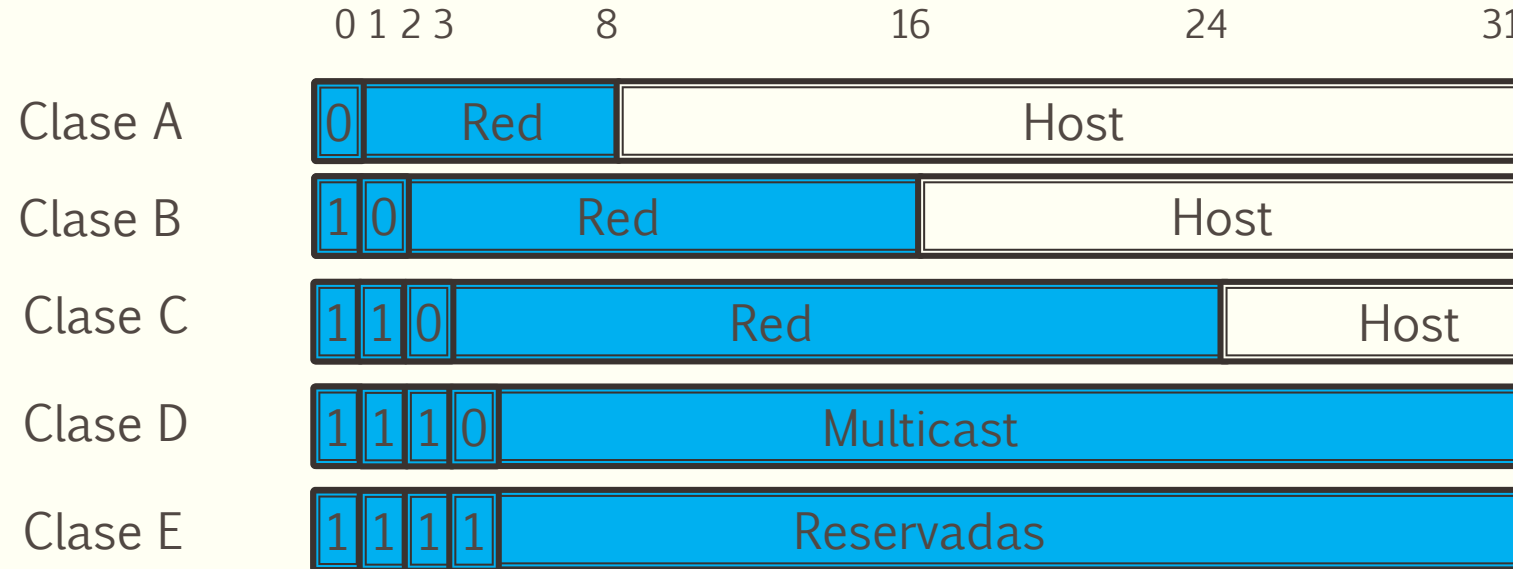 0 1 2 3 8 16 24 31
Clase A 0 Red Host
Clase B 1 0 Red Host
Clase C 1 1 0 Red Host
Clase D 1 1 1 0 Multicast
Clase E 1 1 1 1 Reservadas